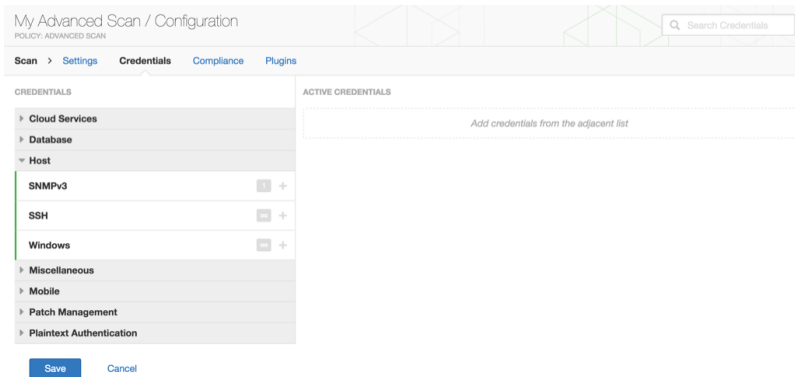 My Advanced Scan / Configuration
POLICY: ADVANCED SCAN
Search Credentials
Scan > Settings Credentials Compliance Plugins
CREDENTIALS
ACTIVE CREDENTIALS
Cloud Services
Database
Host
SNMPv3 1 +
SSH ∞ +
Windows ∞ +
Miscellaneous
Mobile
Patch Management
Plaintext Authentication
Add credentials from the adjacent list
Save Cancel